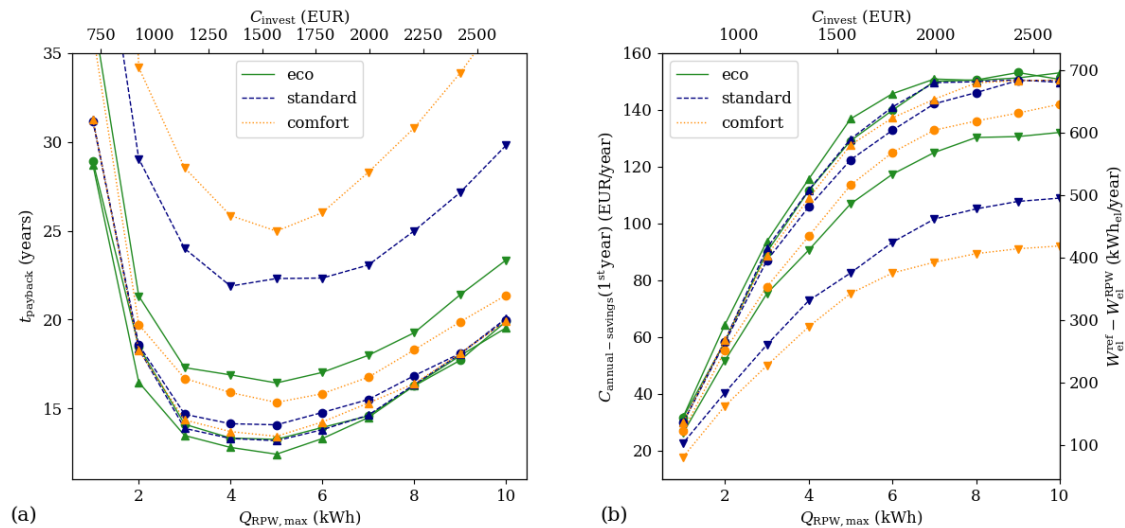 C_invest (EUR)
750 1000 1250 1500 1750 2000 2250 2500
35
30
25
20
15
t_payback (years)
eco
standard
comfort
2 4 6 8 10
Q_RPW, max (kWh)
(a)
C_invest (EUR)
1000 1500 2000 2500
160
140
120
100
80
60
40
20
C_annual−savings(1^st year) (EUR/year)
eco
standard
comfort
700
600
500
400
300
200
100
W_el^ref − W_el^RPW (kWh_el/year)
2 4 6 8 10
Q_RPW, max (kWh)
(b)